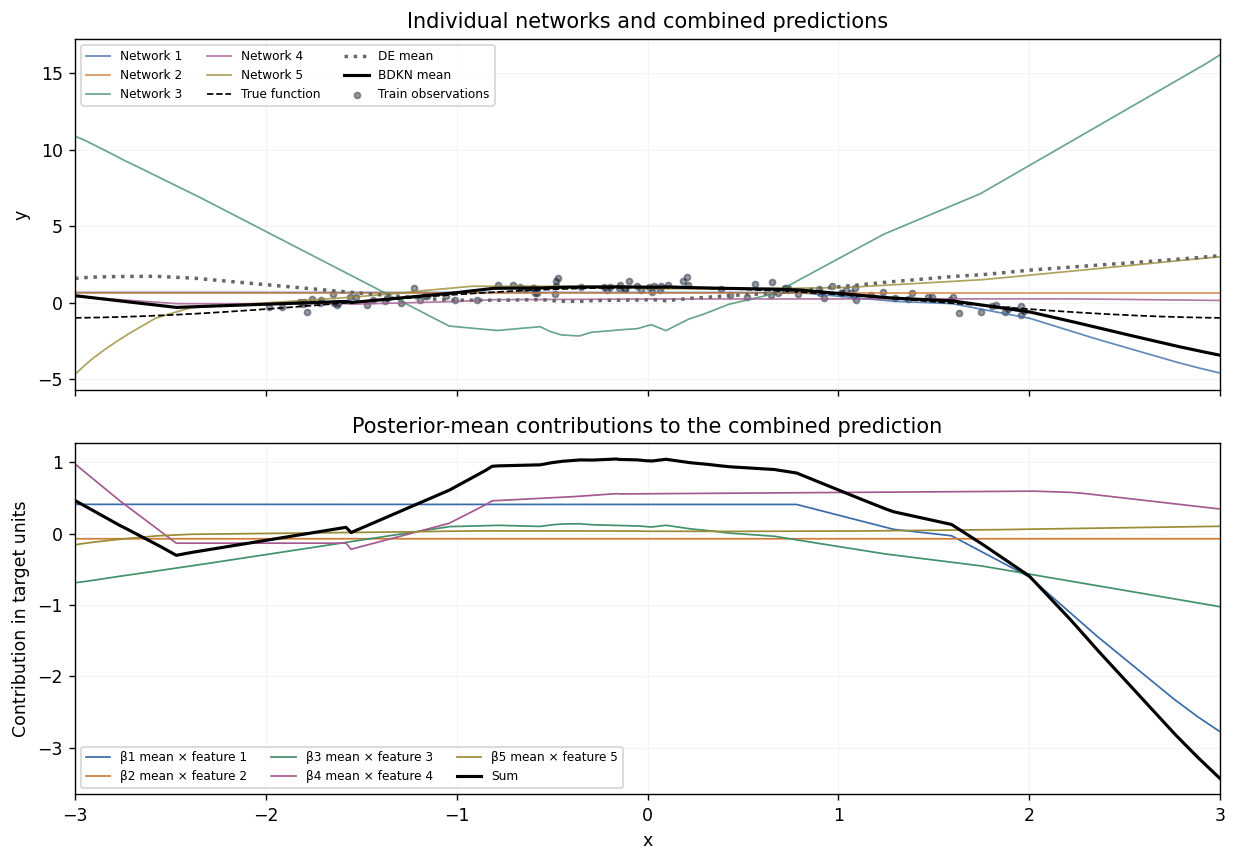 Individual networks and combined predictions
Network 1 Network 4 DE mean
Network 2 Network 5 BDKN mean
Network 3 True function Train observations
15
10
5
0
−5
y
Posterior-mean contributions to the combined prediction
1
0
−1
−2
−3
Contribution in target units
β1 mean × feature 1 β3 mean × feature 3 β5 mean × feature 5
β2 mean × feature 2 β4 mean × feature 4 Sum
−3 −2 −1 0 1 2 3
x